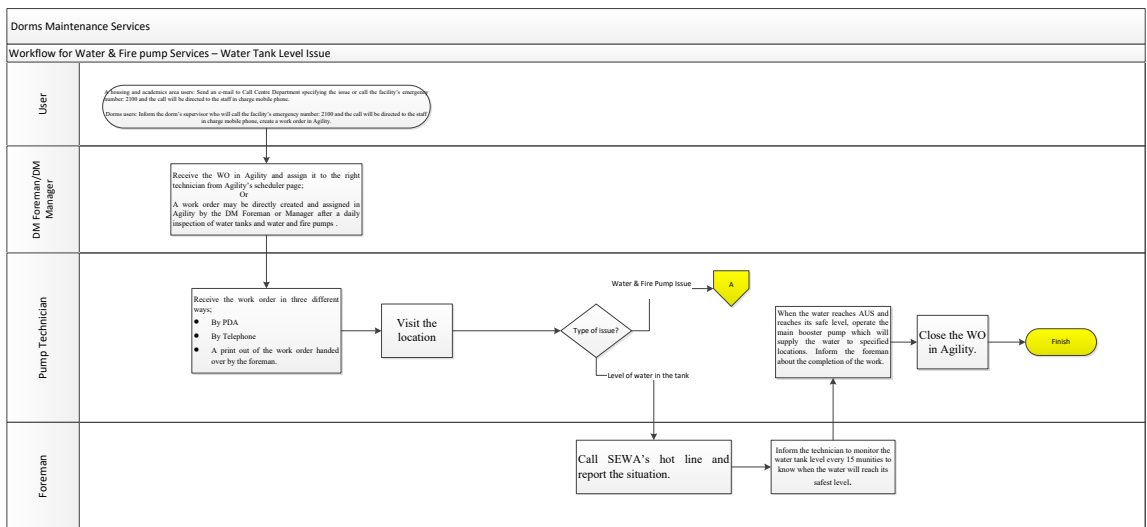 Dorms Maintenance Services
Workflow for Water & Fire pump Services – Water Tank Level Issue
User
A housing and academics area users: Send an e-mail to Call Centre Department specifying the issue or call the facility's emergency
number: 2100 and the call will be directed to the staff in charge mobile phone.
Dorms users: Inform the dorm's supervisor who will call the facility's emergency number: 2100 and the call will be directed to the staff
in charge mobile phone, create a work order in Agility.
DM Foreman/DM
Manager
Receive the WO in Agility and assign it to the right
technician from Agility's scheduler page;
Or
A work order may be directly created and assigned in
Agility by the DM Foreman or Manager after a daily
inspection of water tanks and water and fire pumps .
Pump Technician
Receive the work order in three different
ways;
● By PDA
● By Telephone
● A print out of the work order handed
over by the foreman.
Visit the
location
Type of issue?
Water & Fire Pump Issue
A
Level of water in the tank
When the water reaches AUS and
reaches its safe level, operate the
main booster pump which will
supply the water to specified
locations. Inform the foreman
about the completion of the work.
Close the WO
in Agility.
Finish
Foreman
Call SEWA's hot line and
report the situation.
Inform the technician to monitor the
water tank level every 15 munities to
know when the water will reach its
safest level.